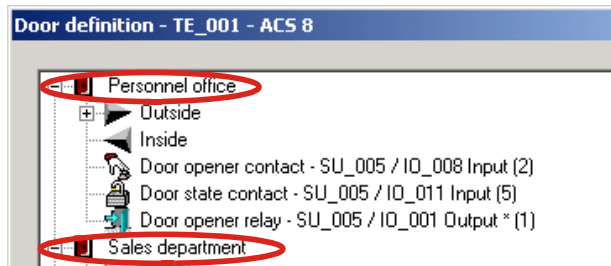 Door definition - TE_001 - ACS 8
Personnel office
Outside
Inside
Door opener contact - SU_005 / IO_008 Input (2)
Door state contact - SU_005 / IO_011 Input (5)
Door opener relay - SU_005 / IO_001 Output * (1)
Sales department